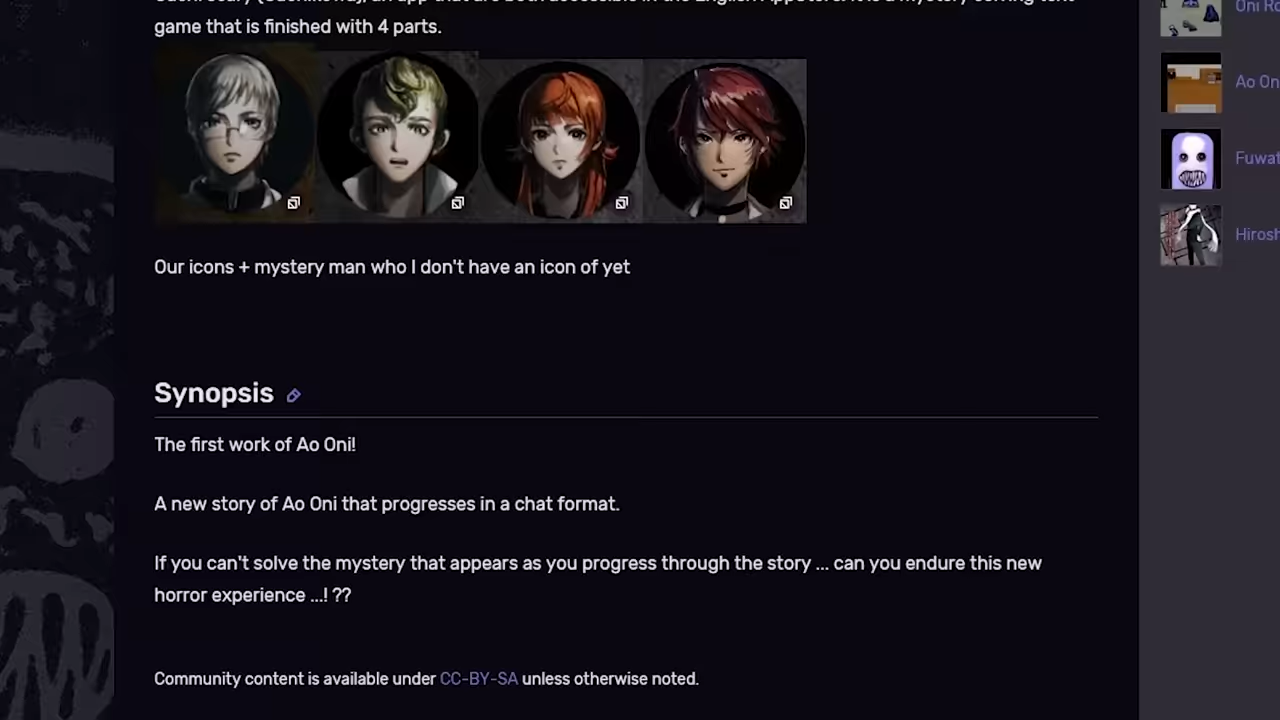 game that is finished with 4 parts.
Our icons + mystery man who I don't have an icon of yet
Synopsis
The first work of Ao Oni!
A new story of Ao Oni that progresses in a chat format.
If you can't solve the mystery that appears as you progress through the story ... can you endure this new
horror experience ...! ??
Community content is available under CC-BY-SA unless otherwise noted.
Oni Ro
Ao On
Fuwat
Hirosh